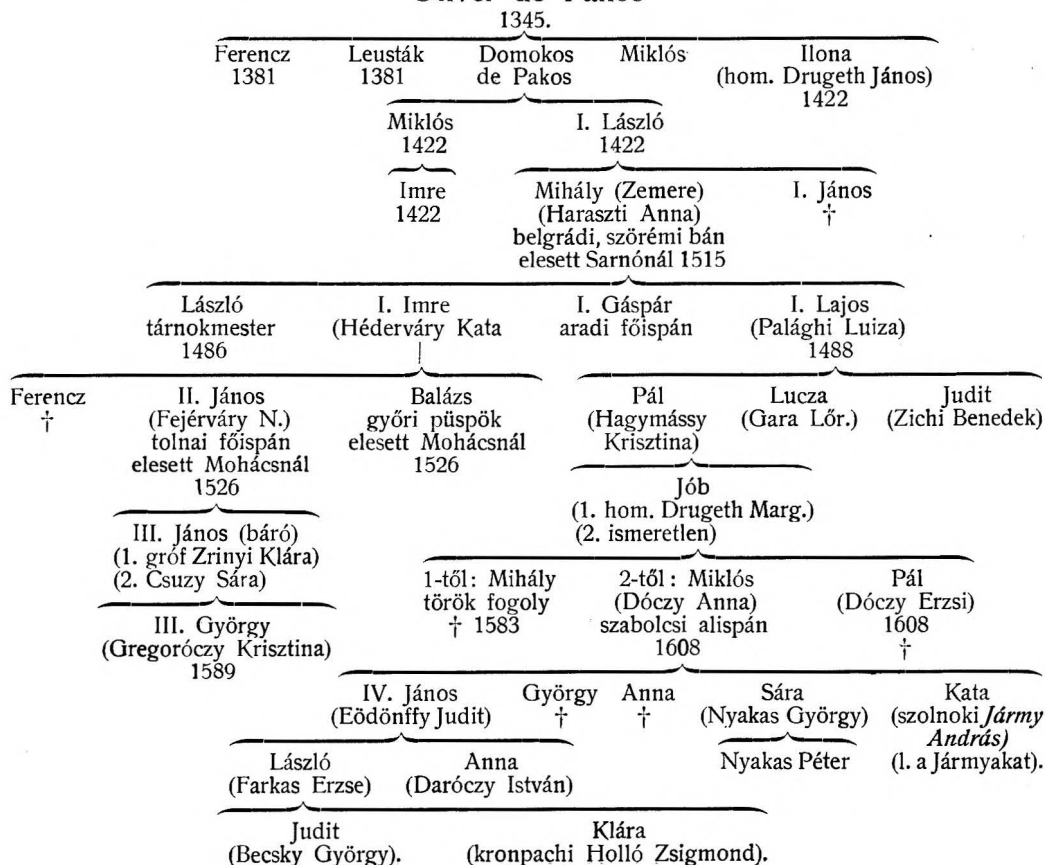 1345.
Ferencz Leusták Domokos Miklós Ilona
1381 1381 de Pakos (hom. Drugeth János)
1422
Miklós I. László
1422 1422
Imre Mihály (Zemere) I. János
1422 (Haraszti Anna) †
belgrádi, szörémi bán
elesett Sarnónál 1515
László I. Imre I. Gáspár I. Lajos
tárnokmester (Héderváry Kata aradi főispán (Palághi Luiza)
1486 1488
Ferencz II. János Balázs Pál Lucza Judit
† (Fejérváry N.) győri püspök (Hagymássy (Gara Lőr.) (Zichi Benedek)
tolnai főispán elesett Mohácsnál Krisztina)
elesett Mohácsnál 1526
1526 Jób
(1. hom. Drugeth Marg.)
III. János (báró) (2. ismeretlen)
(1. gróf Zrinyi Klára)
(2. Csuzy Sára) 1-től: Mihály 2-től: Miklós Pál
török fogoly (Dóczy Anna) (Dóczy Erzsi)
III. György † 1583 szabolcsi alispán 1608
(Gregoróczy Krisztina) 1608 †
1589
IV. János György Anna Sára Kata
(Eödönffy Judit) † † (Nyakas György) (szolnoki Jármy
András)
László Anna Nyakas Péter (l. a Jármyakat).
(Farkas Erzse) (Daróczy István)
Judit Klára
(Becsky György). (kronpachi Holló Zsigmond).